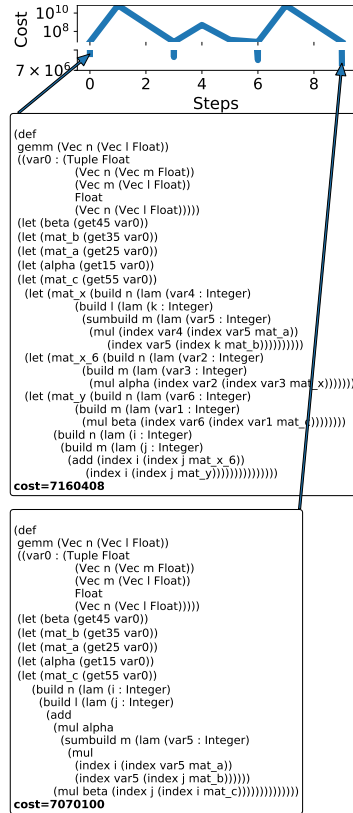 Cost
10^10
10^8
7 × 10^6
0 2 4 6 8
Steps
(def
gemm (Vec n (Vec l Float))
((var0 : (Tuple Float
(Vec n (Vec m Float))
(Vec m (Vec l Float))
Float
(Vec n (Vec l Float)))))
(let (beta (get45 var0))
(let (mat_b (get35 var0))
(let (mat_a (get25 var0))
(let (alpha (get15 var0))
(let (mat_c (get55 var0))
(let (mat_x (build n (lam (var4 : Integer)
(build l (lam (k : Integer)
(sumbuild m (lam (var5 : Integer)
(mul (index var4 (index var5 mat_a))
(index var5 (index k mat_b))))))))))
(let (mat_x_6 (build n (lam (var2 : Integer)
(build m (lam (var3 : Integer)
(mul alpha (index var2 (index var3 mat_x)))))))
(let (mat_y (build n (lam (var6 : Integer)
(build m (lam (var1 : Integer)
(mul beta (index var6 (index var1 mat_c))))))))
(build n (lam (i : Integer)
(build m (lam (j : Integer)
(add (index i (index j mat_x_6))
(index i (index j mat_y)))))))))))))))
cost=7160408
(def
gemm (Vec n (Vec l Float))
((var0 : (Tuple Float
(Vec n (Vec m Float))
(Vec m (Vec l Float))
Float
(Vec n (Vec l Float)))))
(let (beta (get45 var0))
(let (mat_b (get35 var0))
(let (mat_a (get25 var0))
(let (alpha (get15 var0))
(let (mat_c (get55 var0))
(build n (lam (i : Integer)
(build l (lam (j : Integer)
(add
(mul alpha
(sumbuild m (lam (var5 : Integer)
(mul
(index i (index var5 mat_a))
(index var5 (index j mat_b))))))
(mul beta (index j (index i mat_c))))))))))))))
cost=7070100